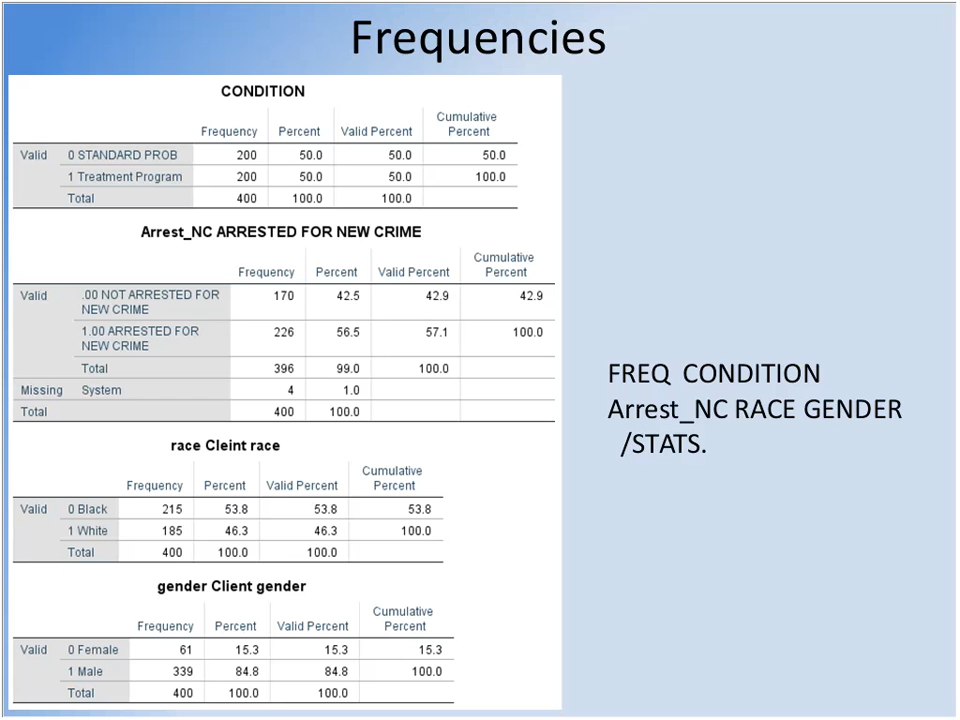 Frequencies
CONDITION
Frequency Percent Valid Percent Cumulative Percent
Valid 0 STANDARD PROB 200 50.0 50.0 50.0
1 Treatment Program 200 50.0 50.0 100.0
Total 400 100.0 100.0
Arrest_NC ARRESTED FOR NEW CRIME
Frequency Percent Valid Percent Cumulative Percent
Valid .00 NOT ARRESTED FOR NEW CRIME 170 42.5 42.9 42.9
1.00 ARRESTED FOR NEW CRIME 226 56.5 57.1 100.0
Total 396 99.0 100.0
Missing System 4 1.0
Total 400 100.0
race Cleint race
Frequency Percent Valid Percent Cumulative Percent
Valid 0 Black 215 53.8 53.8 53.8
1 White 185 46.3 46.3 100.0
Total 400 100.0 100.0
gender Client gender
Frequency Percent Valid Percent Cumulative Percent
Valid 0 Female 61 15.3 15.3 15.3
1 Male 339 84.8 84.8 100.0
Total 400 100.0 100.0
FREQ CONDITION
Arrest_NC RACE GENDER
/STATS.